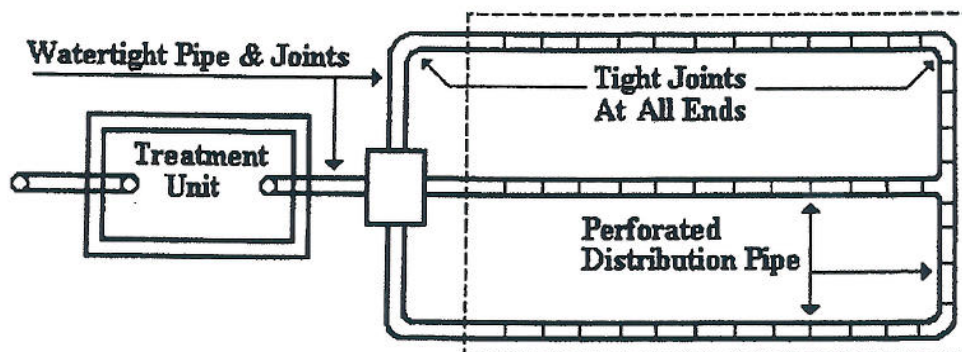 Watertight Pipe & Joints
Tight Joints
At All Ends
Treatment
Unit
Perforated
Distribution Pipe